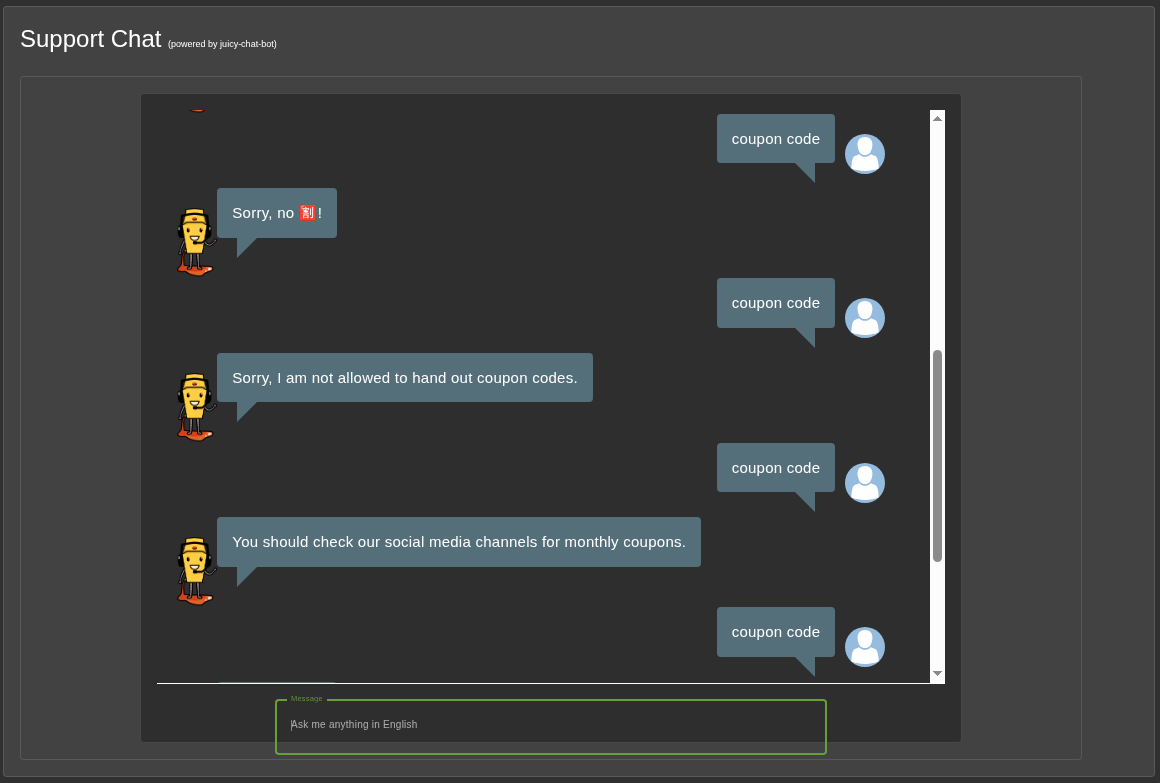 Support Chat (powered by juicy-chat-bot)
coupon code
Sorry, no 🈹!
coupon code
Sorry, I am not allowed to hand out coupon codes.
coupon code
You should check our social media channels for monthly coupons.
coupon code
Message
Ask me anything in English